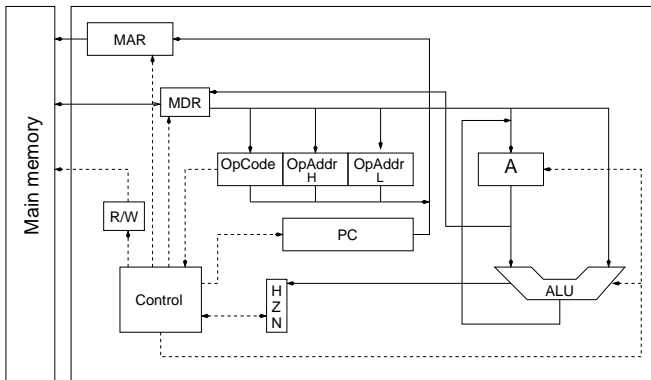 Main memory
MAR
MDR
OpCode
OpAddr
H
OpAddr
L
A
R/W
PC
Control
H
Z
N
ALU